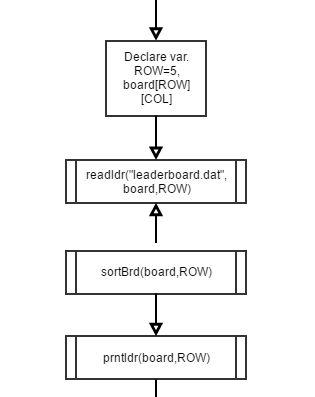 Declare var.
ROW=5,
board[ROW]
[COL]
readldr("leaderboard.dat",
board,ROW)
sortBrd(board,ROW)
prntldr(board,ROW)